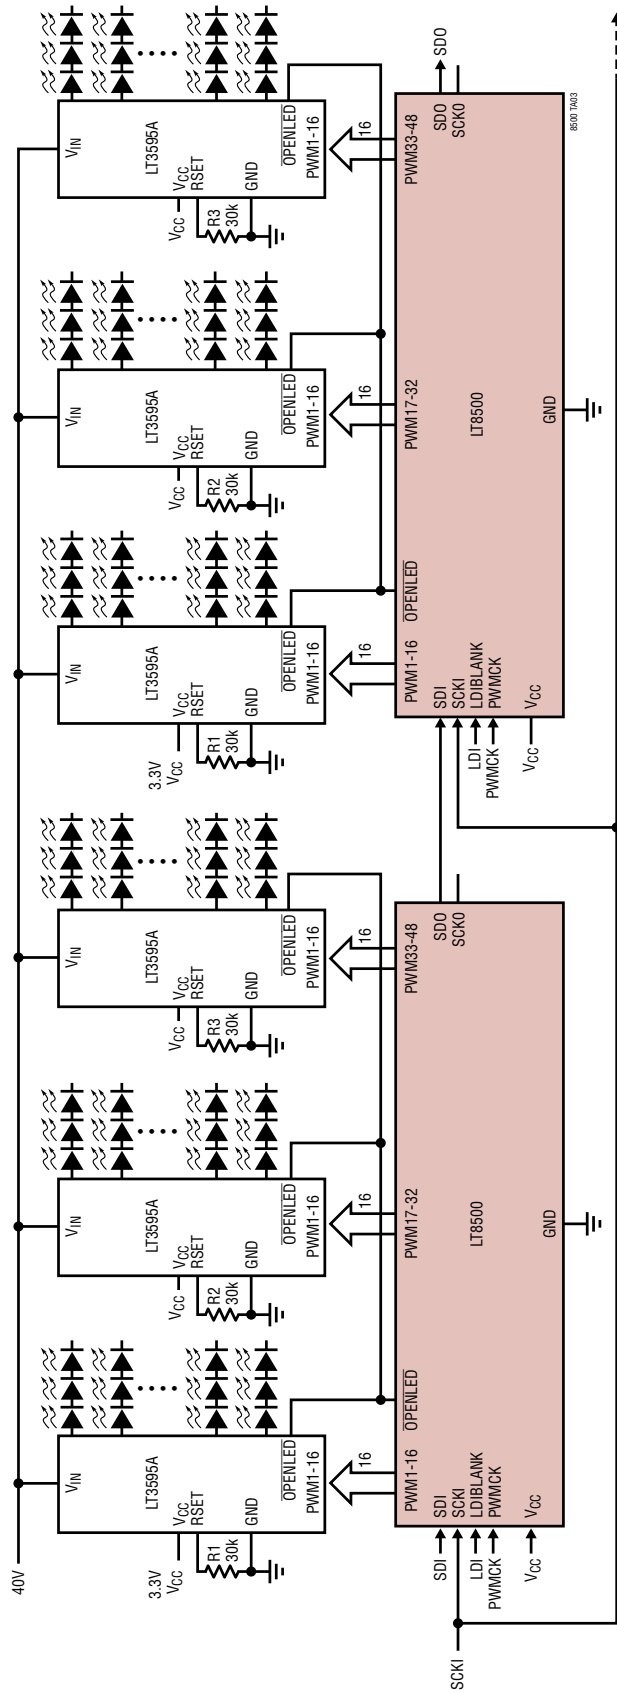 40V
VIN
LT3595A
3.3V
VCC
VCC
RSET
GND
R1
30k
OPENLED
PWM1-16
16
VIN
LT3595A
VCC
VCC
RSET
GND
R2
30k
OPENLED
PWM1-16
16
VIN
LT3595A
VCC
VCC
RSET
GND
R3
30k
OPENLED
PWM1-16
16
VIN
LT3595A
3.3V
VCC
VCC
RSET
GND
R1
30k
OPENLED
PWM1-16
16
VIN
LT3595A
VCC
VCC
RSET
GND
R2
30k
OPENLED
PWM1-16
16
VIN
LT3595A
VCC
VCC
RSET
GND
R3
30k
OPENLED
PWM1-16
16
PWM1-16
OPENLED
PWM17-32
PWM33-48
SDI
SDI
SCKI
SCKI
LDI
LDIBLANK
PWMCK
PWMCK
VCC
VCC
LT8500
GND
SDO
SCKO
PWM1-16
OPENLED
PWM17-32
PWM33-48
SDI
SCKI
LDI
LDIBLANK
PWMCK
PWMCK
VCC
VCC
LT8500
GND
SDO
SDO
SCKO
8500 TA03